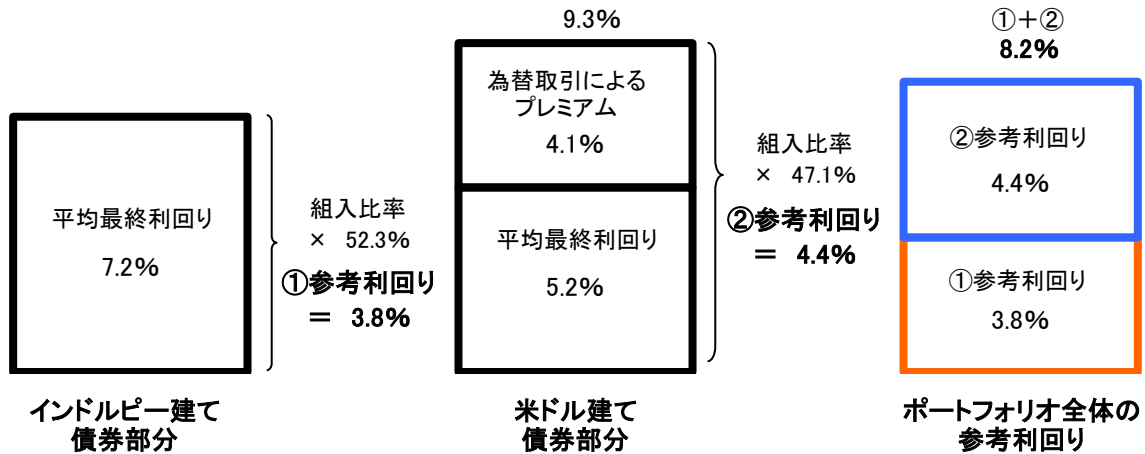 平均最終利回り
7.2%
組入比率
× 52.3%
①参考利回り
= 3.8%
インドルピー建て
債券部分
9.3%
為替取引による
プレミアム
4.1%
平均最終利回り
5.2%
組入比率
× 47.1%
②参考利回り
= 4.4%
米ドル建て
債券部分
①+②
8.2%
②参考利回り
4.4%
①参考利回り
3.8%
ポートフォリオ全体の
参考利回り